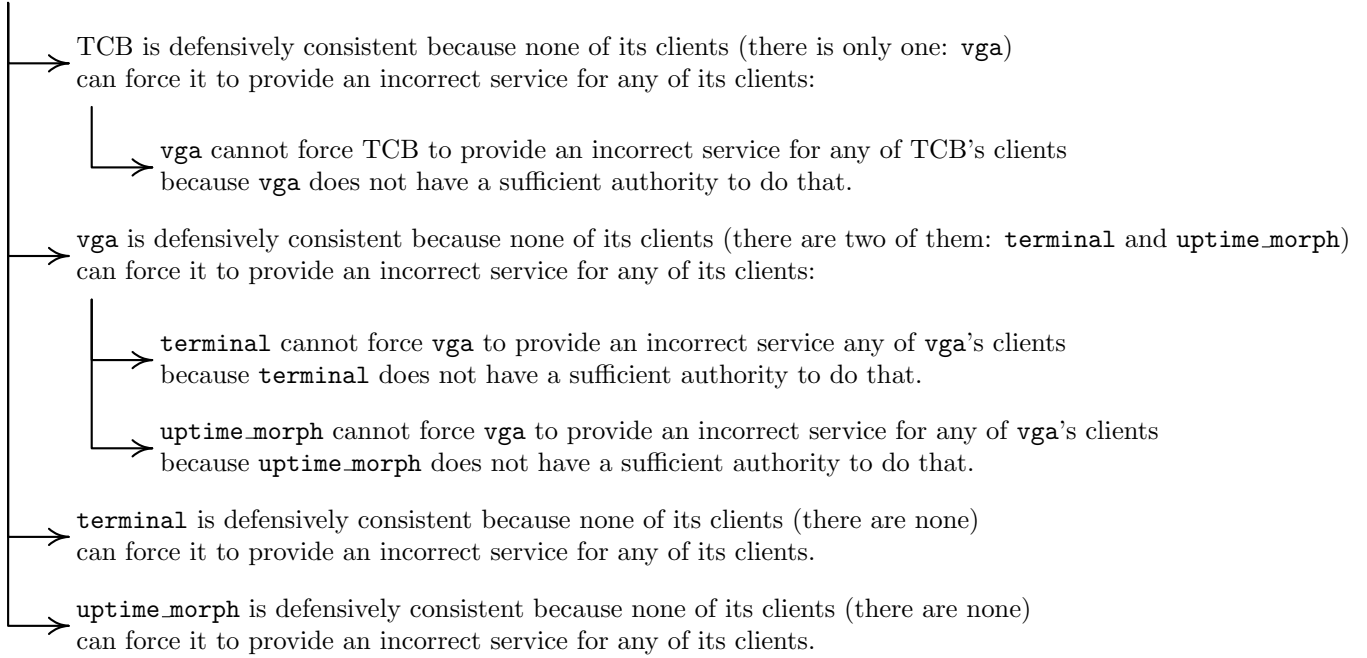 TCB is defensively consistent because none of its clients (there is only one: vga)
can force it to provide an incorrect service for any of its clients:
vga cannot force TCB to provide an incorrect service for any of TCB's clients
because vga does not have a sufficient authority to do that.
vga is defensively consistent because none of its clients (there are two of them: terminal and uptime_morph)
can force it to provide an incorrect service for any of its clients:
terminal cannot force vga to provide an incorrect service any of vga's clients
because terminal does not have a sufficient authority to do that.
uptime_morph cannot force vga to provide an incorrect service for any of vga's clients
because uptime_morph does not have a sufficient authority to do that.
terminal is defensively consistent because none of its clients (there are none)
can force it to provide an incorrect service for any of its clients.
uptime_morph is defensively consistent because none of its clients (there are none)
can force it to provide an incorrect service for any of its clients.